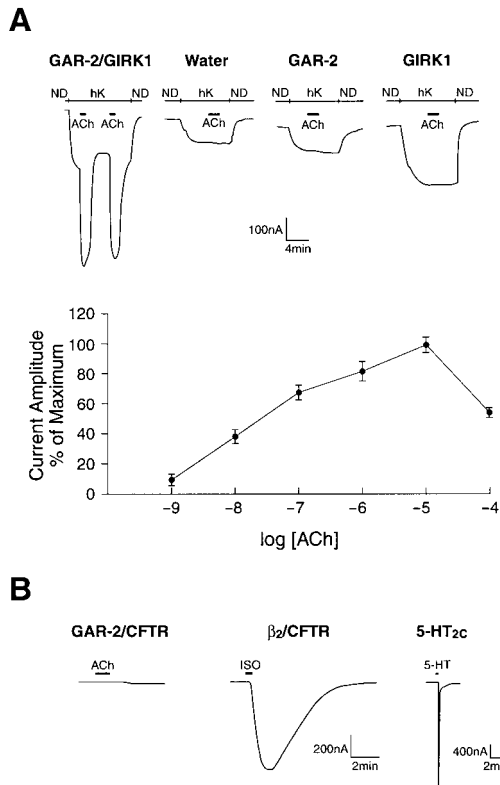 A
GAR-2/GIRK1 Water GAR-2 GIRK1
ND hK ND ND hK ND ND hK ND ND hK ND
ACh ACh ACh ACh ACh
100nA
4min
Current Amplitude
% of Maximum
120
100
80
60
40
20
0
-9 -8 -7 -6 -5 -4
log [ACh]
B
GAR-2/CFTR β2/CFTR 5-HT2C
ACh ISO 5-HT
200nA
2min
400nA
2m